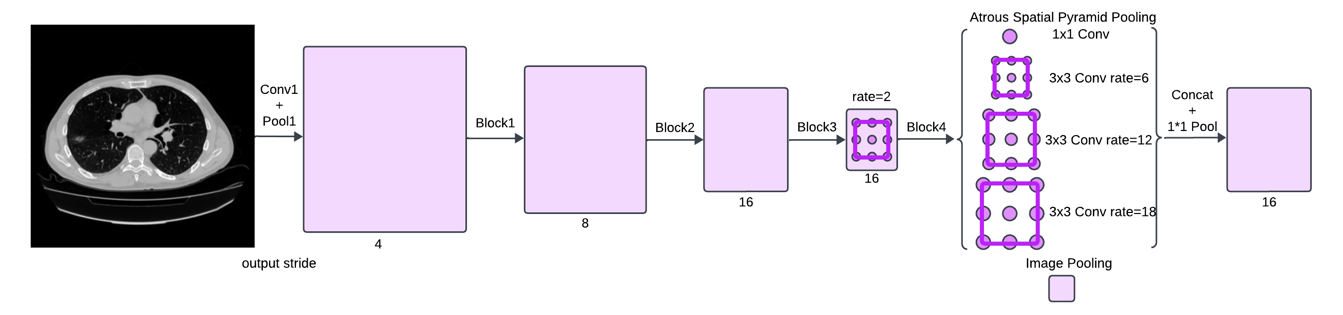 Atrous Spatial Pyramid Pooling
1x1 Conv
3x3 Conv rate=6
3x3 Conv rate=12
3x3 Conv rate=18
Image Pooling
Conv1
+
Pool1
4
output stride
Block1
8
Block2
16
Block3
rate=2
16
Block4
Concat
+
1*1 Pool
16